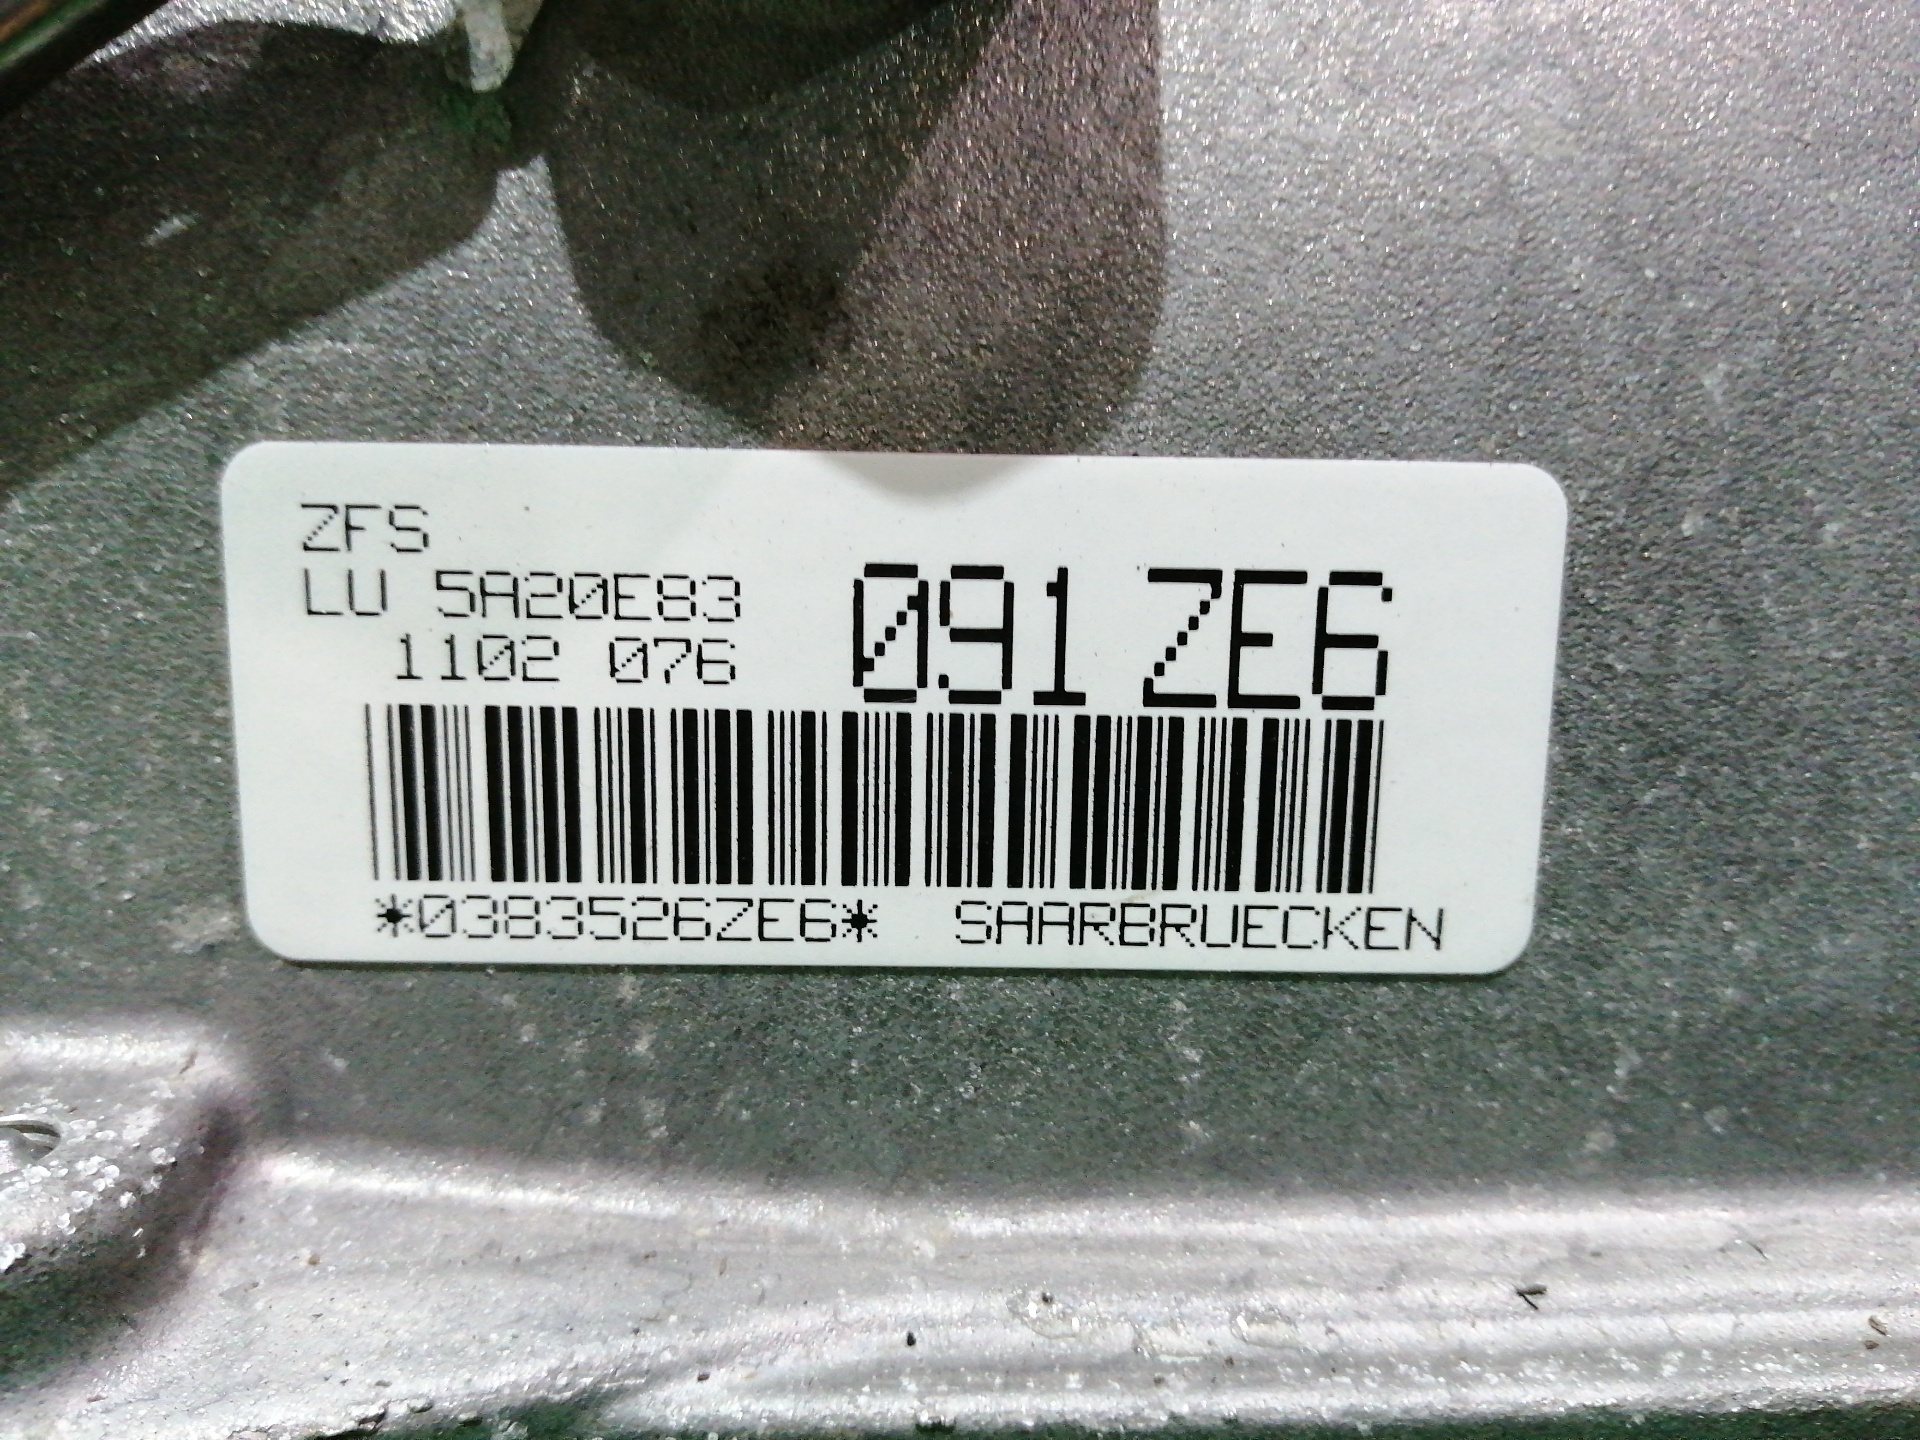 ZFS
LU 5A20E83
1102 076
091 ZE6
*0383526ZE6* SAARBRUECKEN